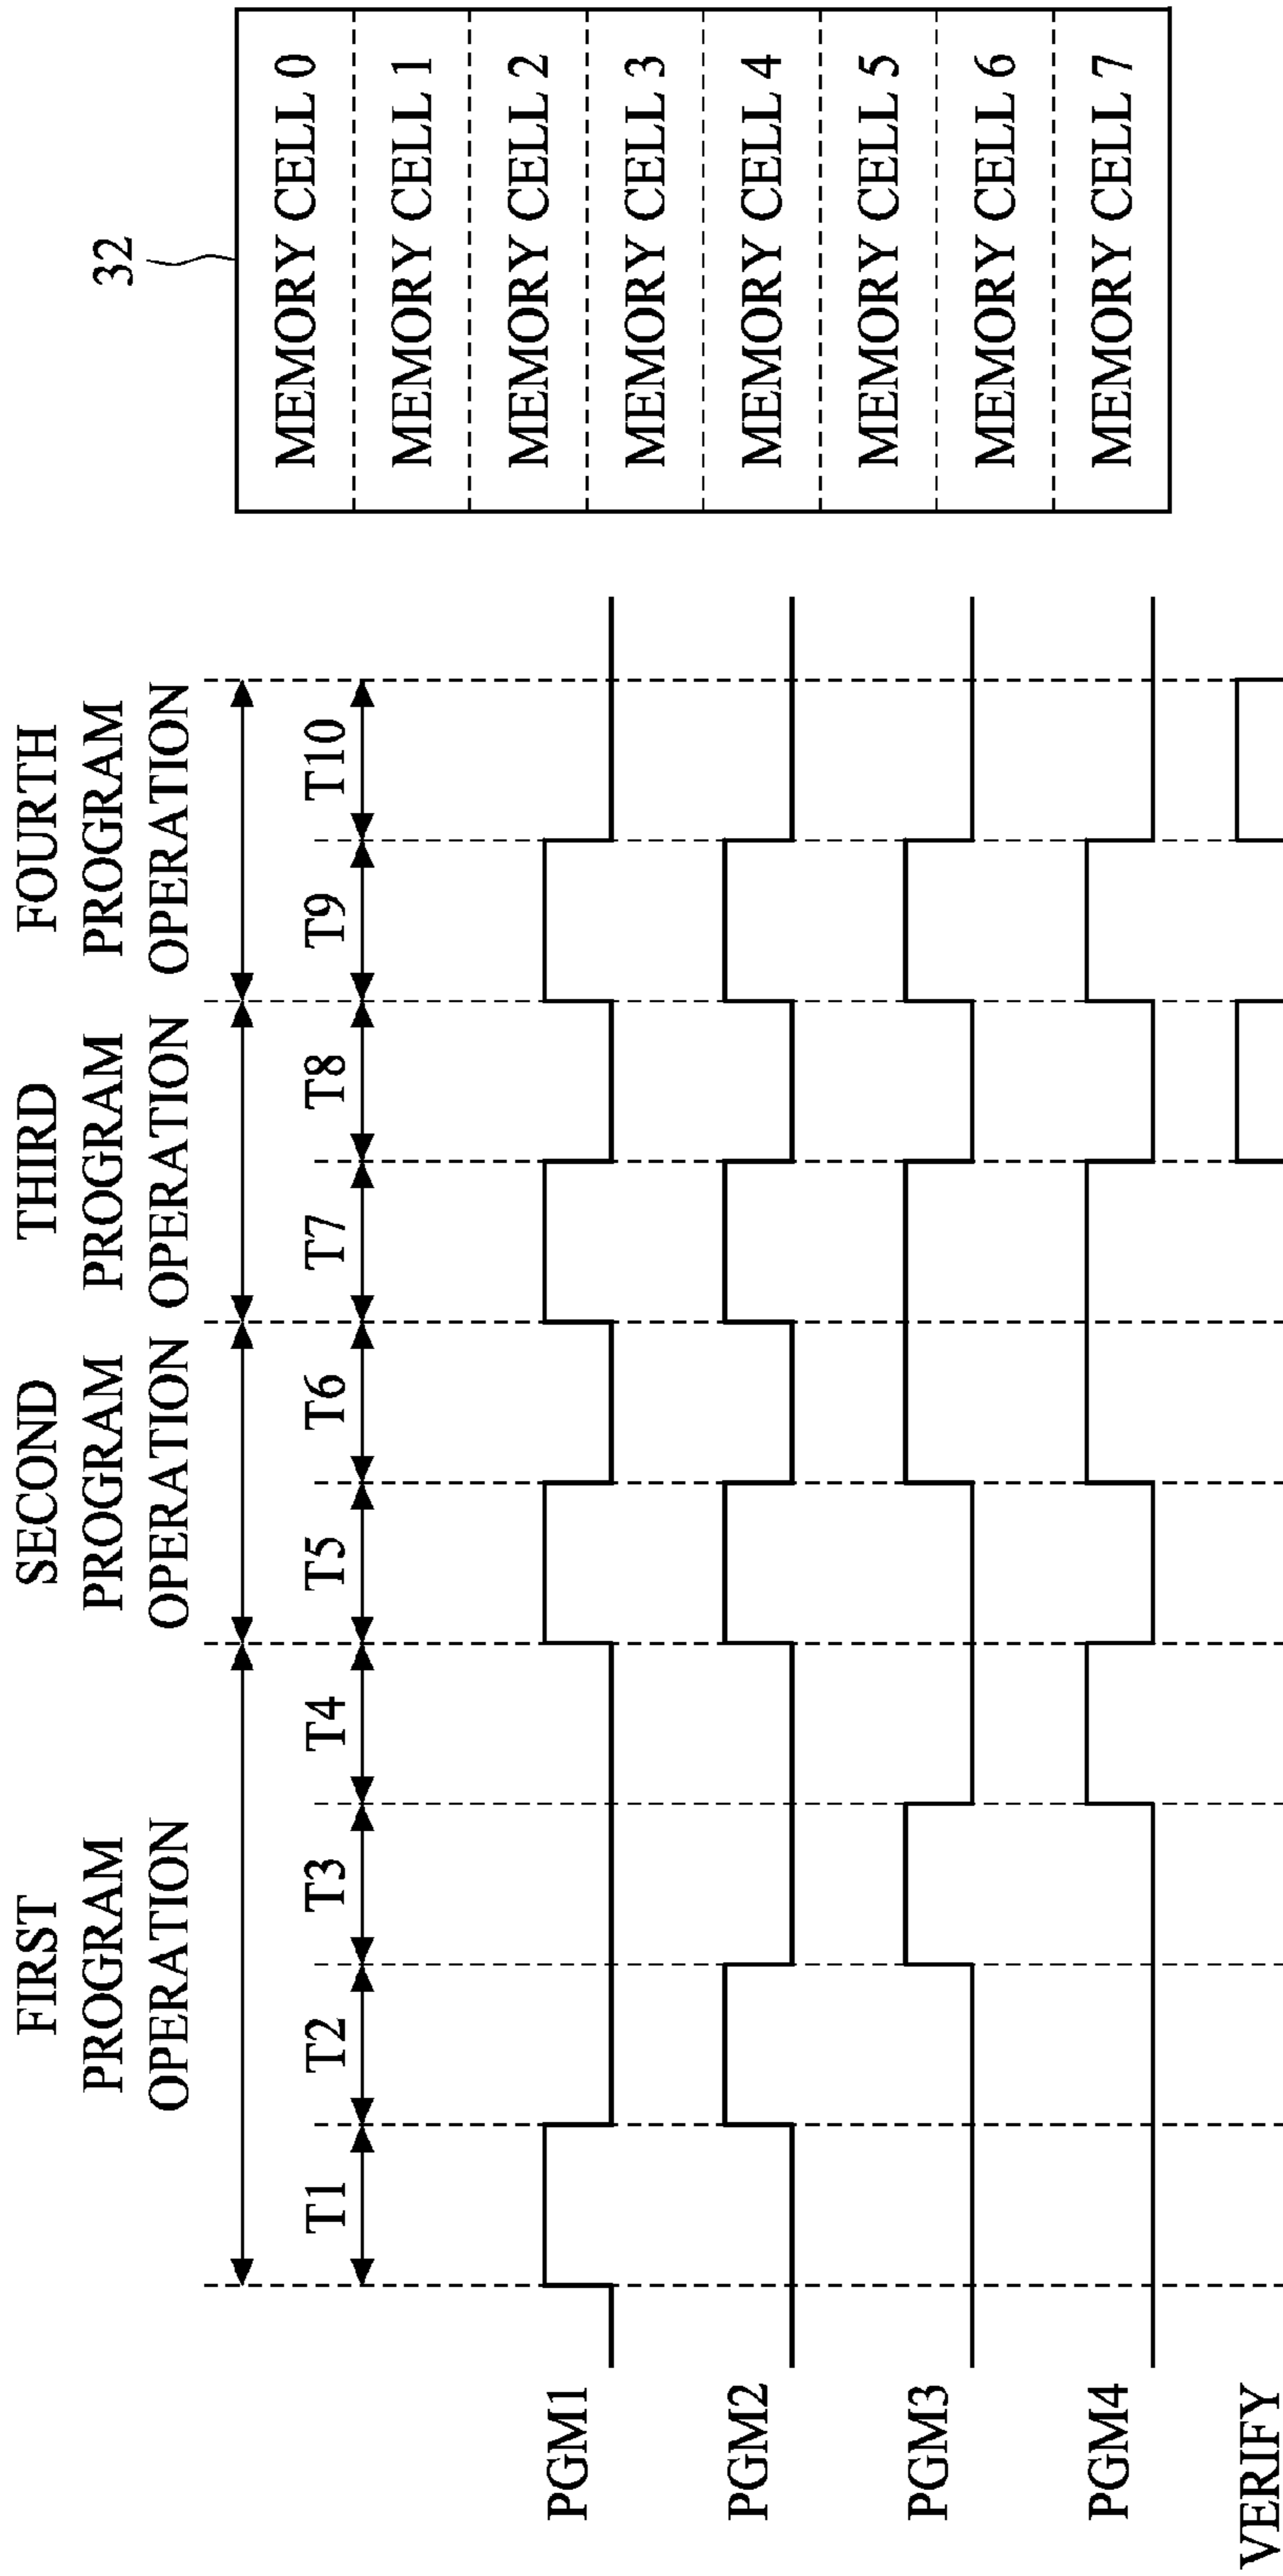 FIRST
PROGRAM
OPERATION
SECOND
PROGRAM
OPERATION
THIRD
PROGRAM
OPERATION
FOURTH
PROGRAM
OPERATION
T1
T2
T3
T4
T5
T6
T7
T8
T9
T10
PGM1
PGM2
PGM3
PGM4
VERIFY
32
MEMORY CELL 0
MEMORY CELL 1
MEMORY CELL 2
MEMORY CELL 3
MEMORY CELL 4
MEMORY CELL 5
MEMORY CELL 6
MEMORY CELL 7